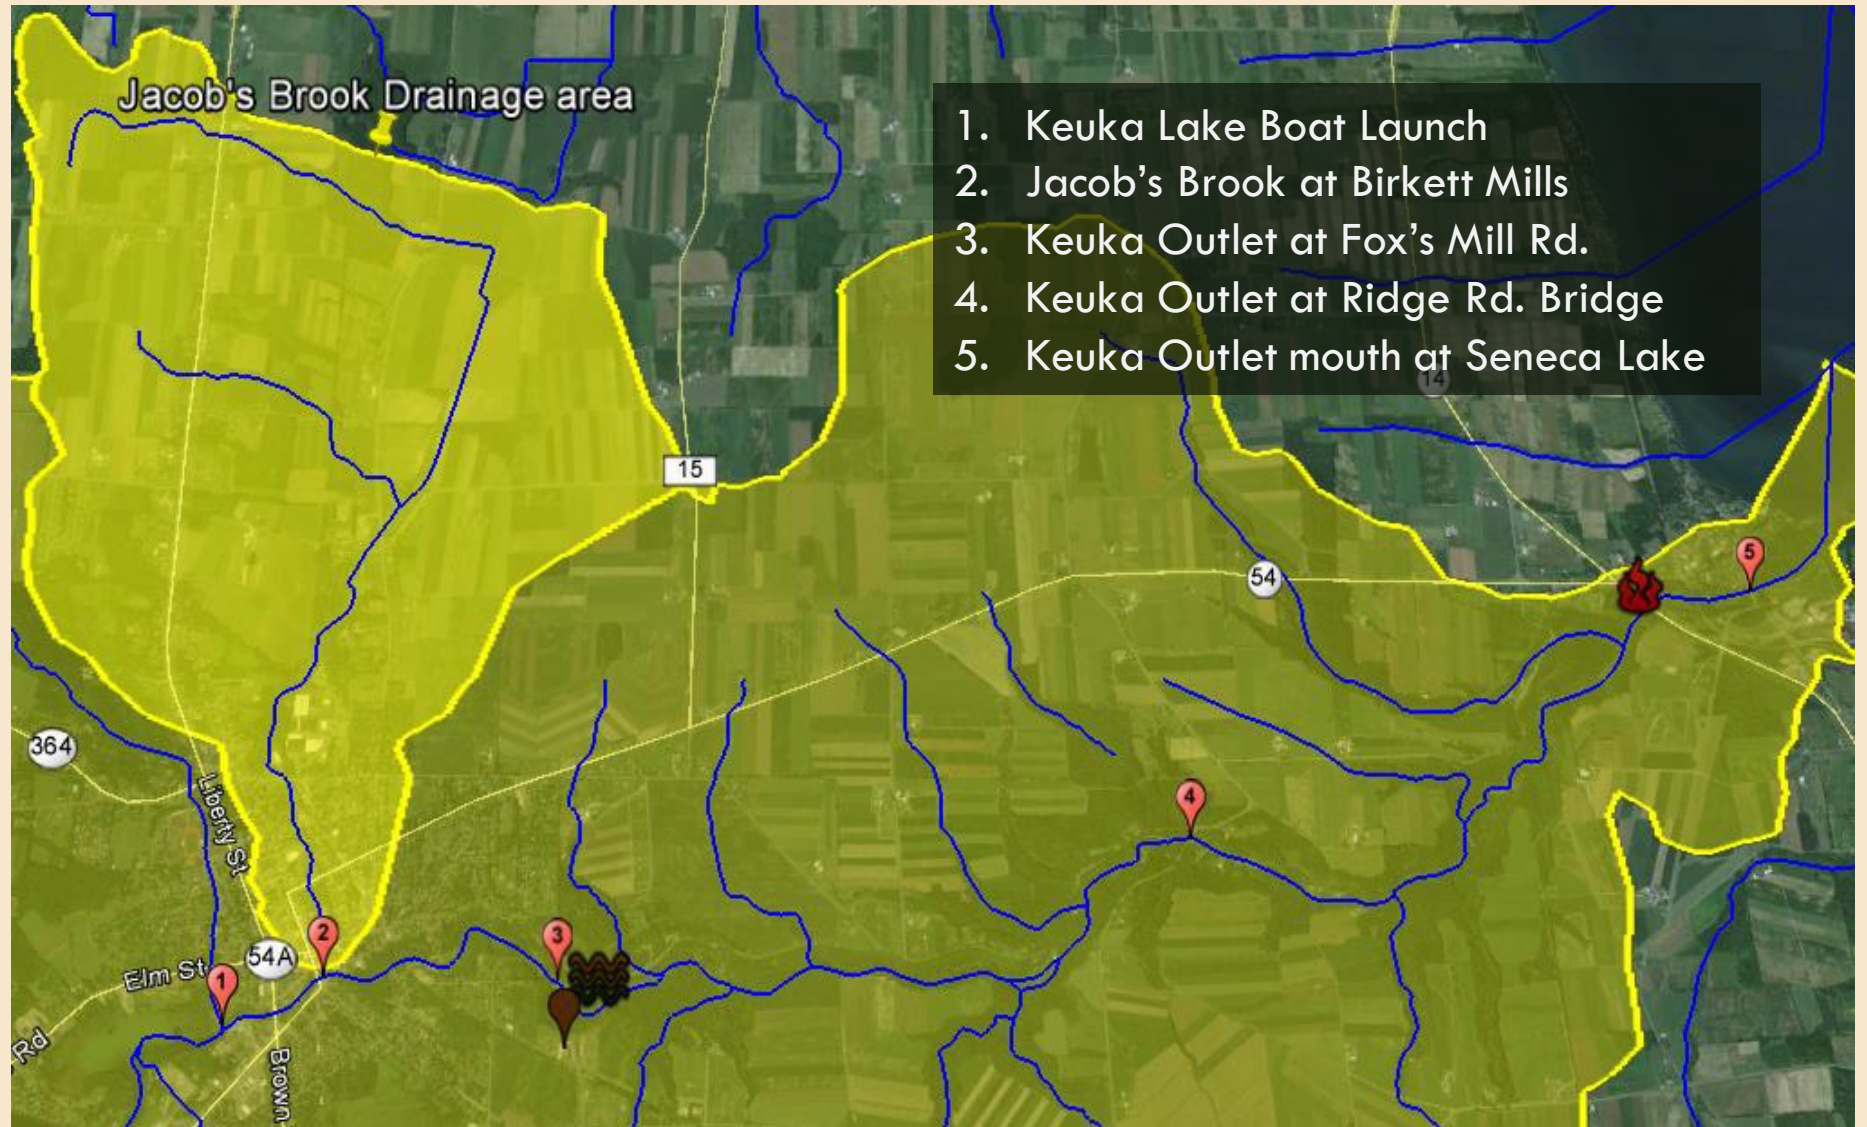 Jacob's Brook Drainage area
1. Keuka Lake Boat Launch
2. Jacob’s Brook at Birkett Mills
3. Keuka Outlet at Fox’s Mill Rd.
4. Keuka Outlet at Ridge Rd. Bridge
5. Keuka Outlet mouth at Seneca Lake
14
15
54
5
364
Liberty St
4
2
3
54A
Elm St
1
Rd
Brown